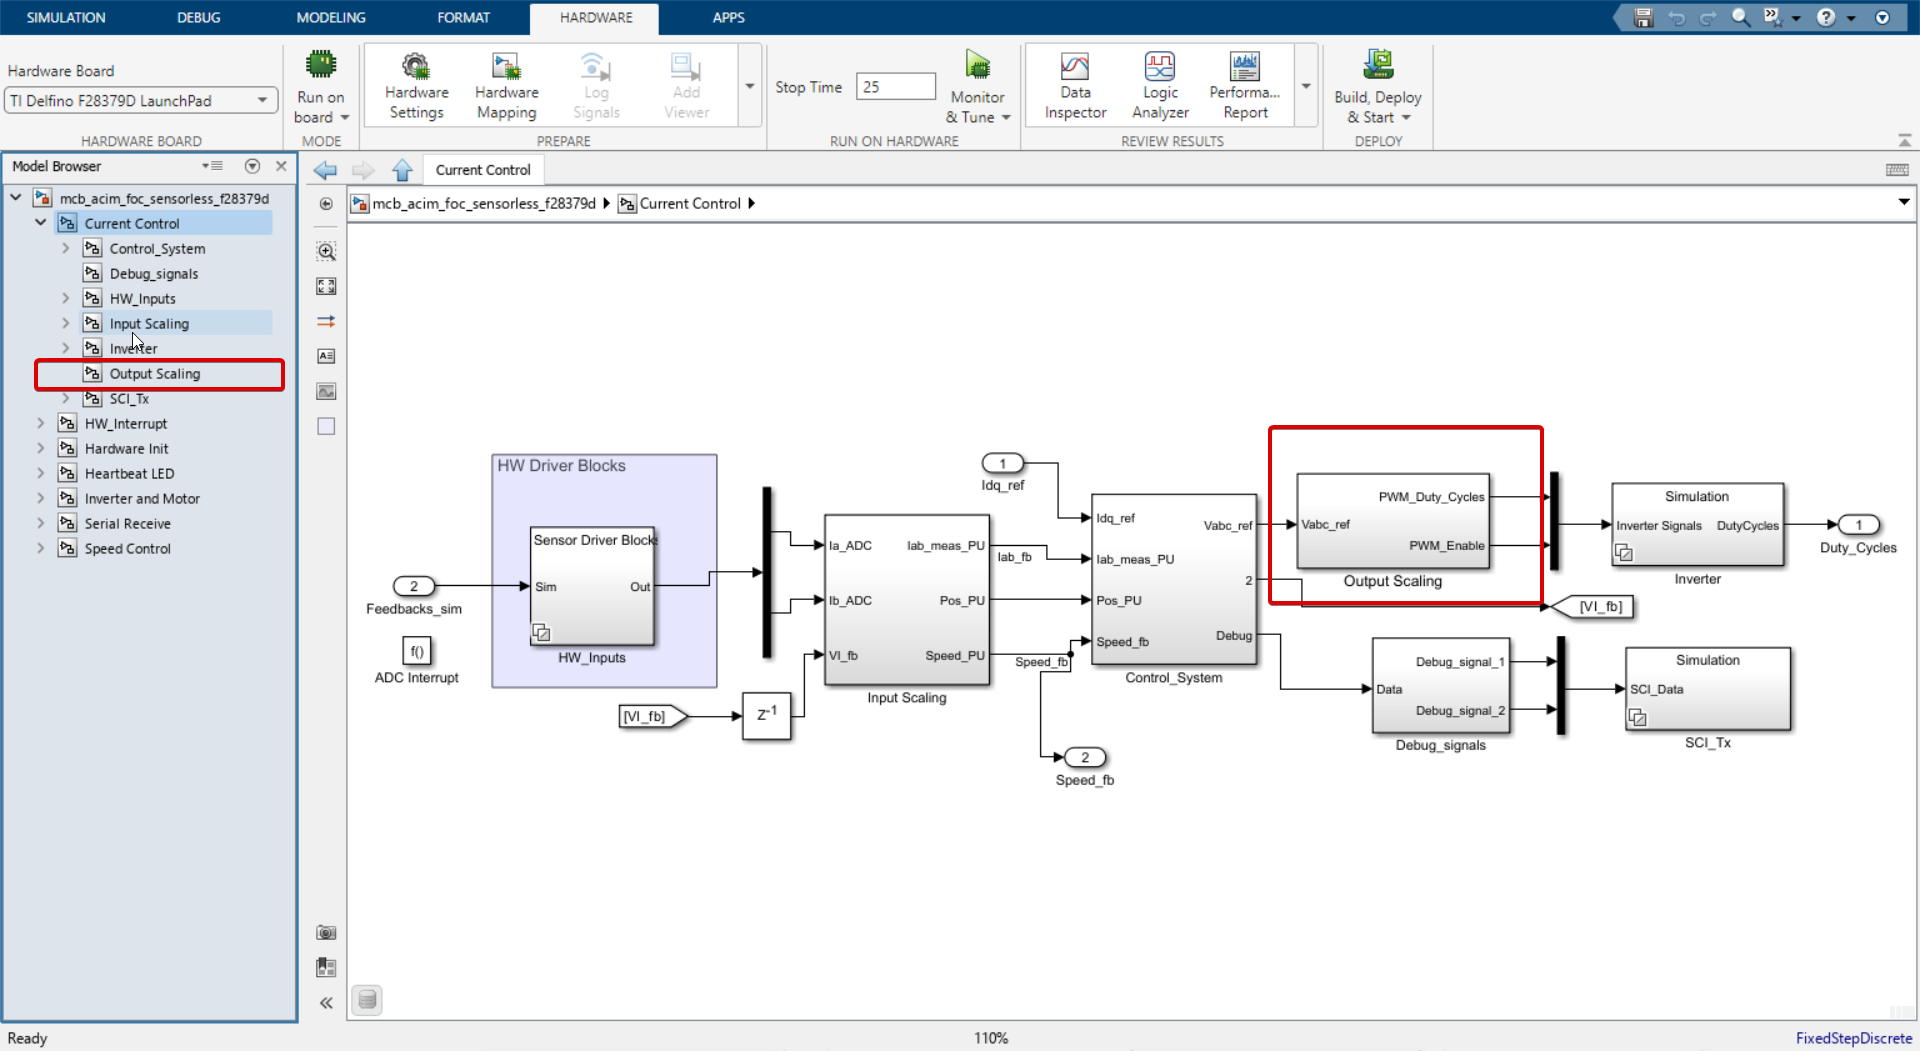 SIMULATION DEBUG MODELING FORMAT HARDWARE APPS
Hardware Board
TI Delfino F28379D LaunchPad
HARDWARE BOARD
Run on
board
MODE
Hardware
Settings
Hardware
Mapping
Log
Signals
Add
Viewer
PREPARE
Stop Time 25
Monitor
& Tune
RUN ON HARDWARE
Data
Inspector
Logic
Analyzer
Performa...
Report
REVIEW RESULTS
Build, Deploy
& Start
DEPLOY
Model Browser
mcb_acim_foc_sensorless_f28379d
Current Control
Control_System
Debug_signals
HW_Inputs
Input Scaling
Inverter
Output Scaling
SCI_Tx
HW_Interrupt
Hardware Init
Heartbeat LED
Inverter and Motor
Serial Receive
Speed Control
Current Control
mcb_acim_foc_sensorless_f28379d Current Control
HW Driver Blocks
Sensor Driver Blocks
Sim Out
HW_Inputs
2
Feedbacks_sim
f()
ADC Interrupt
[VI_fb]
Z-1
Ia_ADC Iab_meas_PU
Ib_ADC Pos_PU
VI_fb Speed_PU
Input Scaling
Iab_fb
Speed_fb
2
Speed_fb
1
Idq_ref
Idq_ref Vabc_ref
Iab_meas_PU
2
Pos_PU
Speed_fb Debug
Control_System
PWM_Duty_Cycles
Vabc_ref
PWM_Enable
Output Scaling
Simulation
Inverter Signals DutyCycles
Inverter
1
Duty_Cycles
[VI_fb]
Debug_signal_1
Data
Debug_signal_2
Debug_signals
Simulation
SCI_Data
SCI_Tx
Ready 110% FixedStepDiscrete